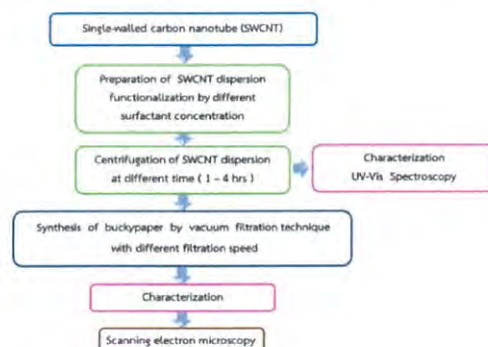 Single-walled carbon nanotube (SWCNT)
Preparation of SWCNT dispersion
functionalization by different
surfactant concentration
Centrifugation of SWCNT dispersion
at different time ( 1 – 4 hrs )
Characterization
UV-Vis Spectroscopy
Synthesis of buckypaper by vacuum filtration technique
with different filtration speed
Characterization
Scanning electron microscopy